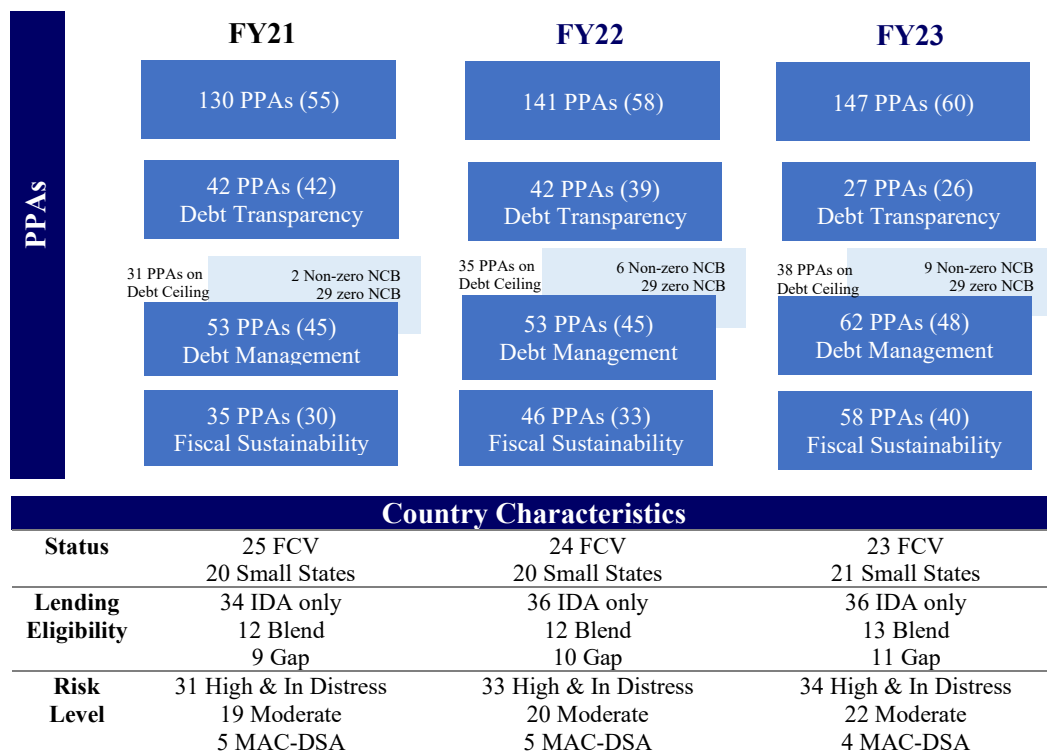 PPAs
FY21
FY22
FY23
130 PPAs (55)
141 PPAs (58)
147 PPAs (60)
42 PPAs (42)
Debt Transparency
42 PPAs (39)
Debt Transparency
27 PPAs (26)
Debt Transparency
31 PPAs on
Debt Ceiling
2 Non-zero NCB
29 zero NCB
35 PPAs on
Debt Ceiling
6 Non-zero NCB
29 zero NCB
38 PPAs on
Debt Ceiling
9 Non-zero NCB
29 zero NCB
53 PPAs (45)
Debt Management
53 PPAs (45)
Debt Management
62 PPAs (48)
Debt Management
35 PPAs (30)
Fiscal Sustainability
46 PPAs (33)
Fiscal Sustainability
58 PPAs (40)
Fiscal Sustainability
Country Characteristics
Status 25 FCV 24 FCV 23 FCV
20 Small States 20 Small States 21 Small States
Lending 34 IDA only 36 IDA only 36 IDA only
Eligibility 12 Blend 12 Blend 13 Blend
9 Gap 10 Gap 11 Gap
Risk 31 High & In Distress 33 High & In Distress 34 High & In Distress
Level 19 Moderate 20 Moderate 22 Moderate
5 MAC-DSA 5 MAC-DSA 4 MAC-DSA